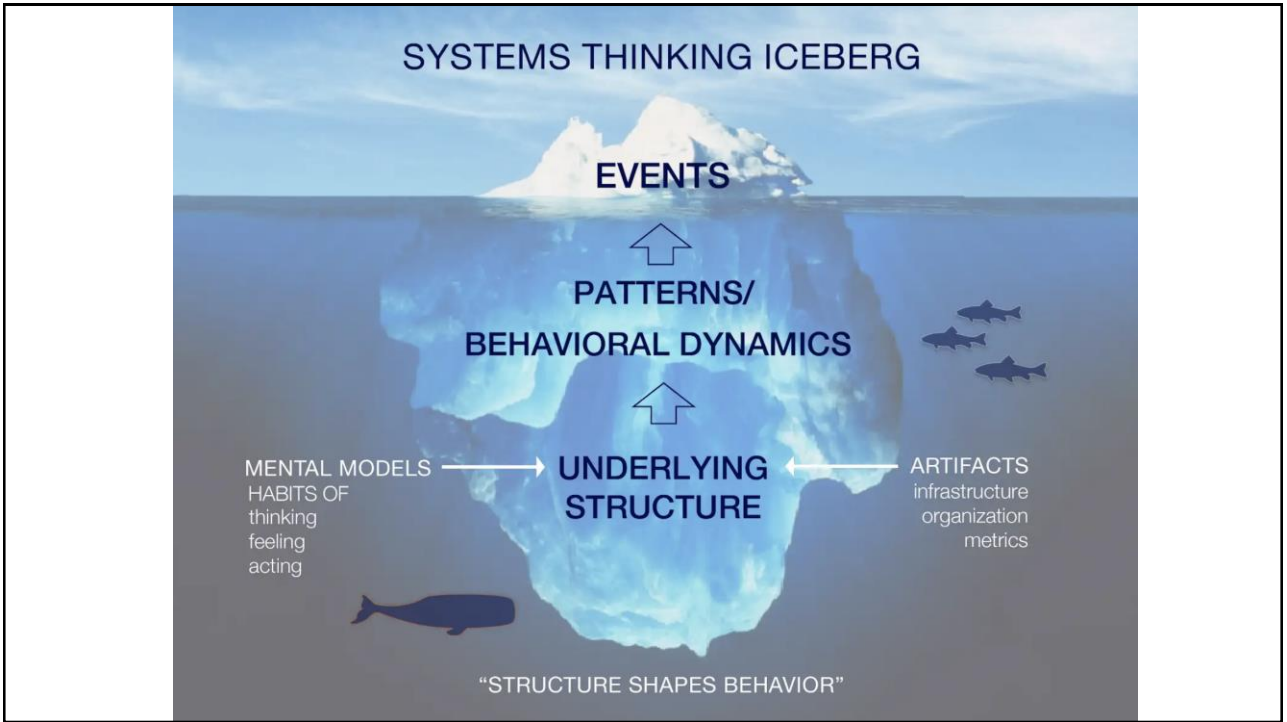 SYSTEMS THINKING ICEBERG
EVENTS
PATTERNS/
BEHAVIORAL DYNAMICS
MENTAL MODELS
HABITS OF
thinking
feeling
acting
UNDERLYING
STRUCTURE
ARTIFACTS
infrastructure
organization
metrics
“STRUCTURE SHAPES BEHAVIOR”